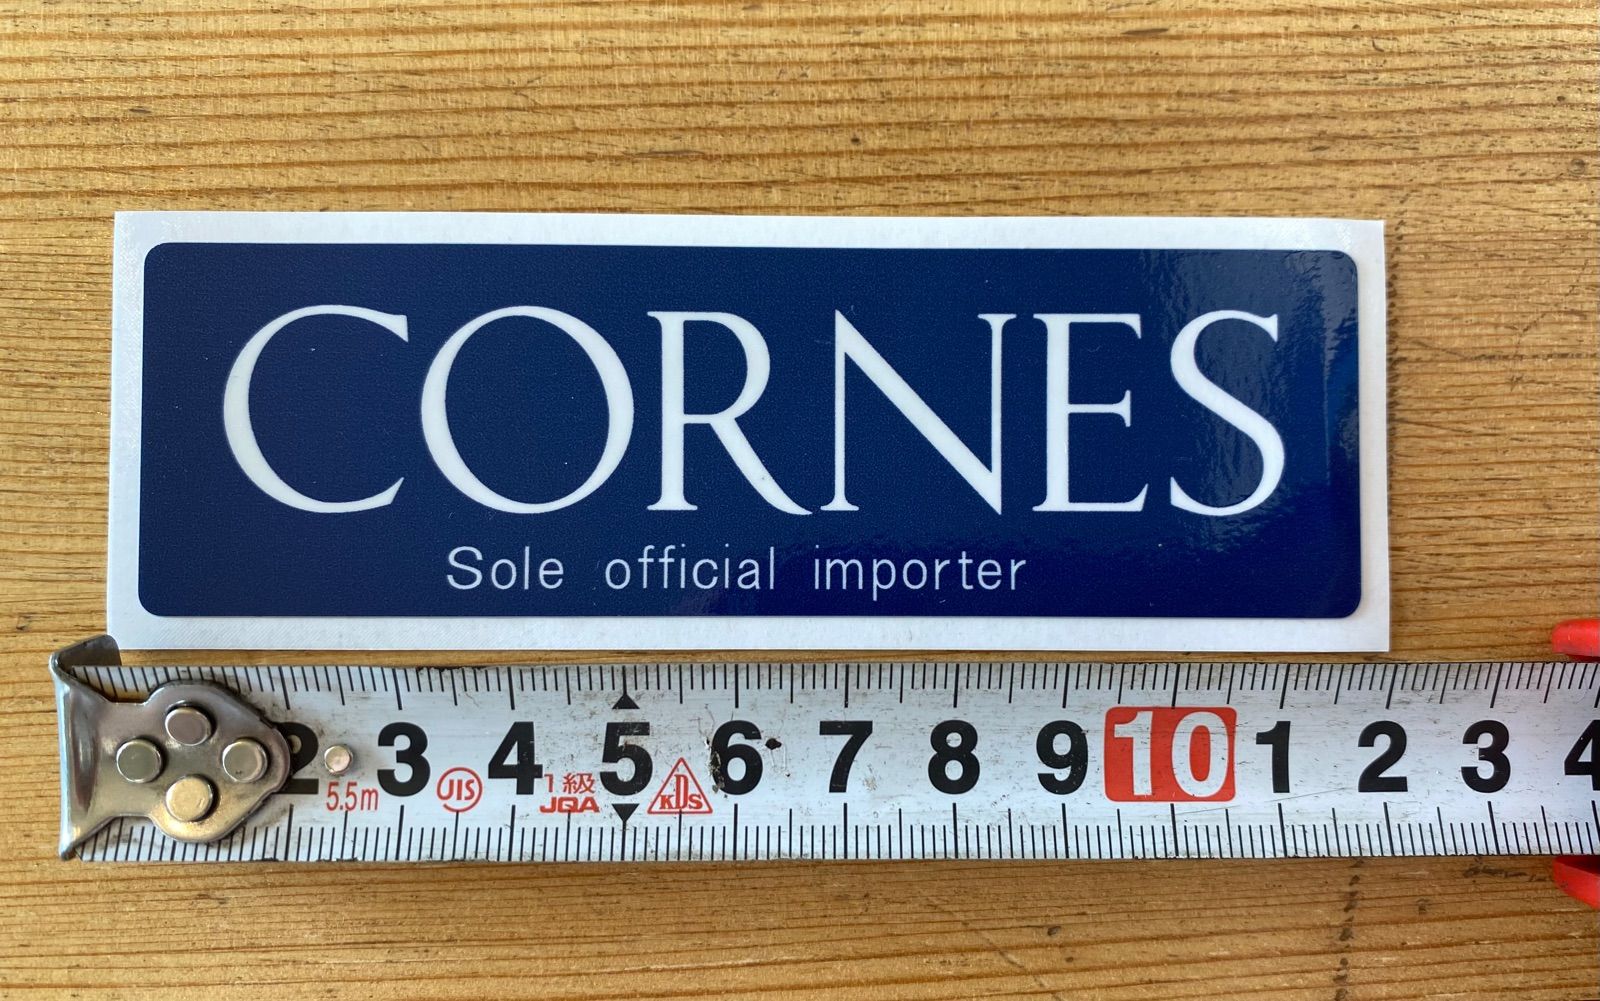 CORNES
Sole official importer
2 3 4 5 6 7 8 9 10 1 2 3 4
5.5m JIS 1級 JQA KDS